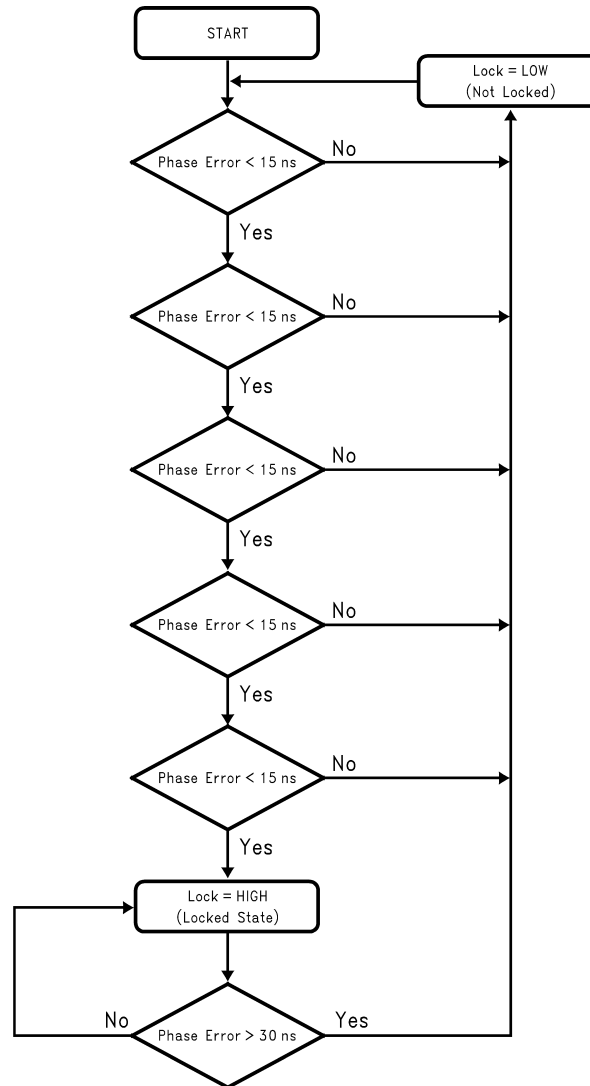 START
Lock = LOW
(Not Locked)
Phase Error < 15 ns
No
Yes
Phase Error < 15 ns
No
Yes
Phase Error < 15 ns
No
Yes
Phase Error < 15 ns
No
Yes
Phase Error < 15 ns
No
Yes
Lock = HIGH
(Locked State)
No
Phase Error > 30 ns
Yes